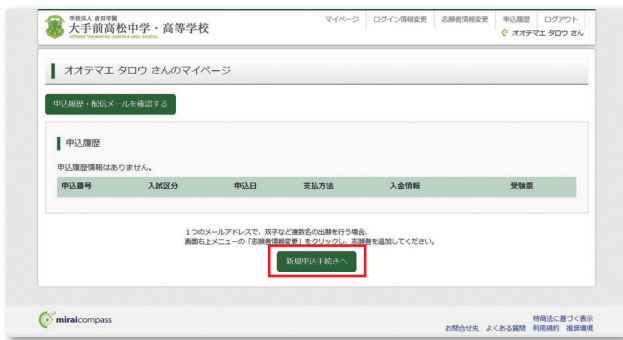 学校法人 倉田学園
大手前高松中学・高等学校
OTEMAE TAKAMATSU JUNIOR & HIGH SCHOOL
マイページ ログイン情報変更 志願者情報変更 申込履歴 ログアウト
オオテマエ タロウ さん
オオテマエ タロウ さんのマイページ
申込履歴・配信メールを確認する
申込履歴
申込履歴情報はありません。
申込番号 入試区分 申込日 支払方法 入金情報 受験票
1つのメールアドレスで、双子など複数名の出願を行う場合、
画面右上メニューの「志願者情報変更」をクリックし、志願者を追加してください。
新規申込手続きへ
miraicompass
特商法に基づく表示
お問合せ先 よくある質問 利用規約 推奨環境